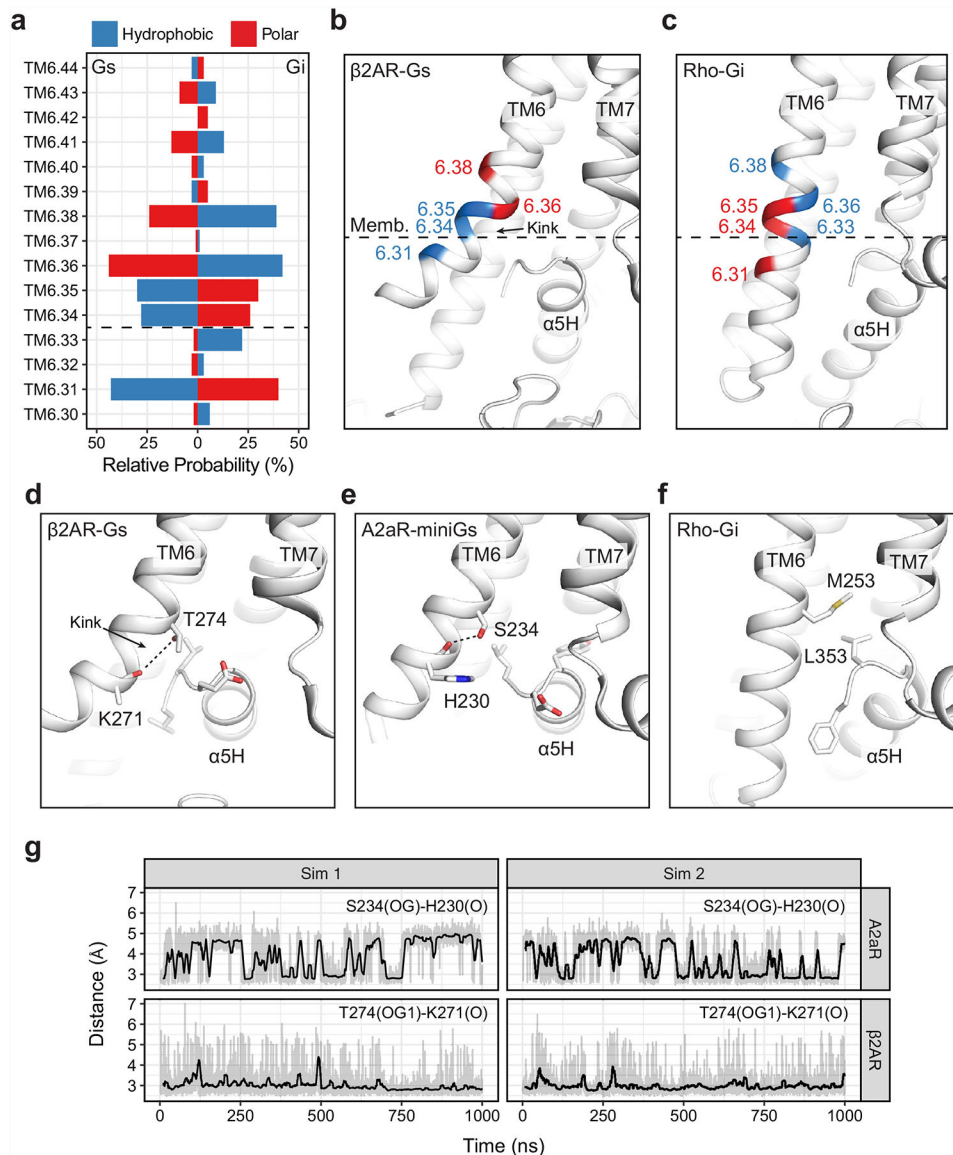 a
Hydrophobic Polar
Gs Gi
TM6.44
TM6.43
TM6.42
TM6.41
TM6.40
TM6.39
TM6.38
TM6.37
TM6.36
TM6.35
TM6.34
TM6.33
TM6.32
TM6.31
TM6.30
50 25 0 25 50
Relative Probability (%)
b
β2AR-Gs
TM6 TM7
6.38
6.35 6.36
6.34
Memb. Kink
6.31
α5H
c
Rho-Gi
TM6 TM7
6.38
6.35 6.36
6.34 6.33
6.31
α5H
d
β2AR-Gs
TM6 TM7
Kink T274
K271
α5H
e
A2aR-miniGs
TM6 TM7
S234
H230
α5H
f
Rho-Gi
TM6 TM7
M253
L353
α5H
g
Sim 1 Sim 2
S234(OG)-H230(O) S234(OG)-H230(O)
A2aR
T274(OG1)-K271(O) T274(OG1)-K271(O)
β2AR
7
6
5
4
3
7
6
5
4
3
Distance (Å)
0 250 500 750 1000 0 250 500 750 1000
Time (ns)